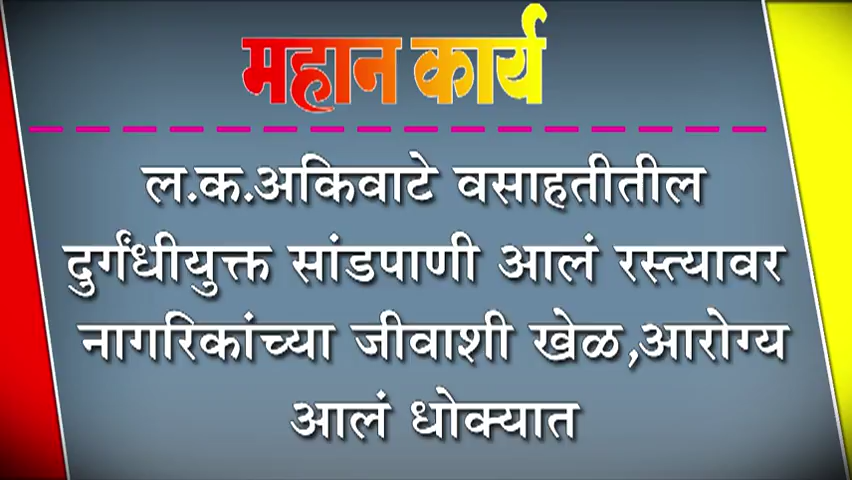 महान कार्य
ल.क.अकिवाटे वसाहतीतील
दुर्गंधीयुक्त सांडपाणी आलं रस्त्यावर
नागरिकांच्या जीवाशी खेळ,आरोग्य
आलं धोक्यात